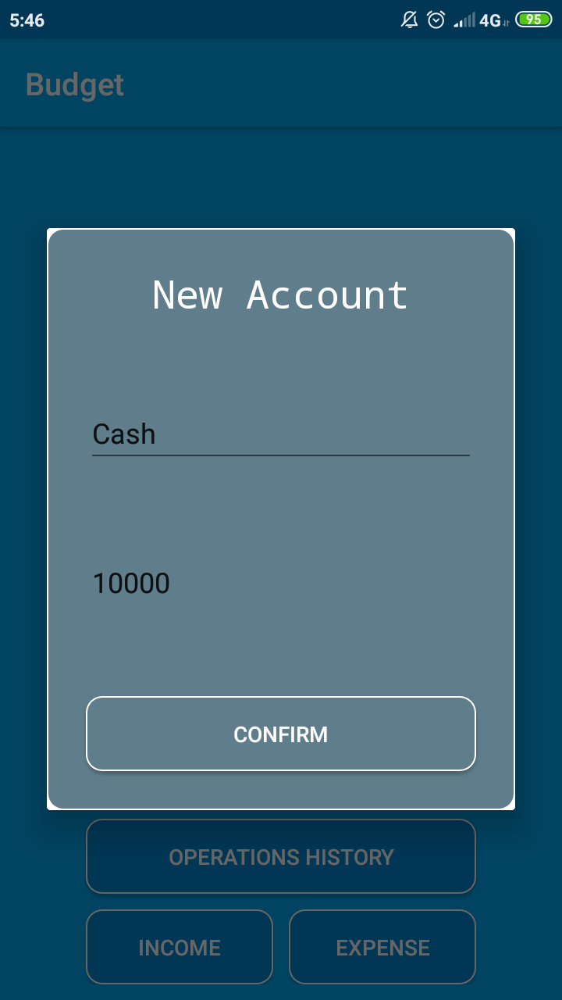 5:46 4G 95
Budget
New Account
Cash
10000
CONFIRM
OPERATIONS HISTORY
INCOME EXPENSE